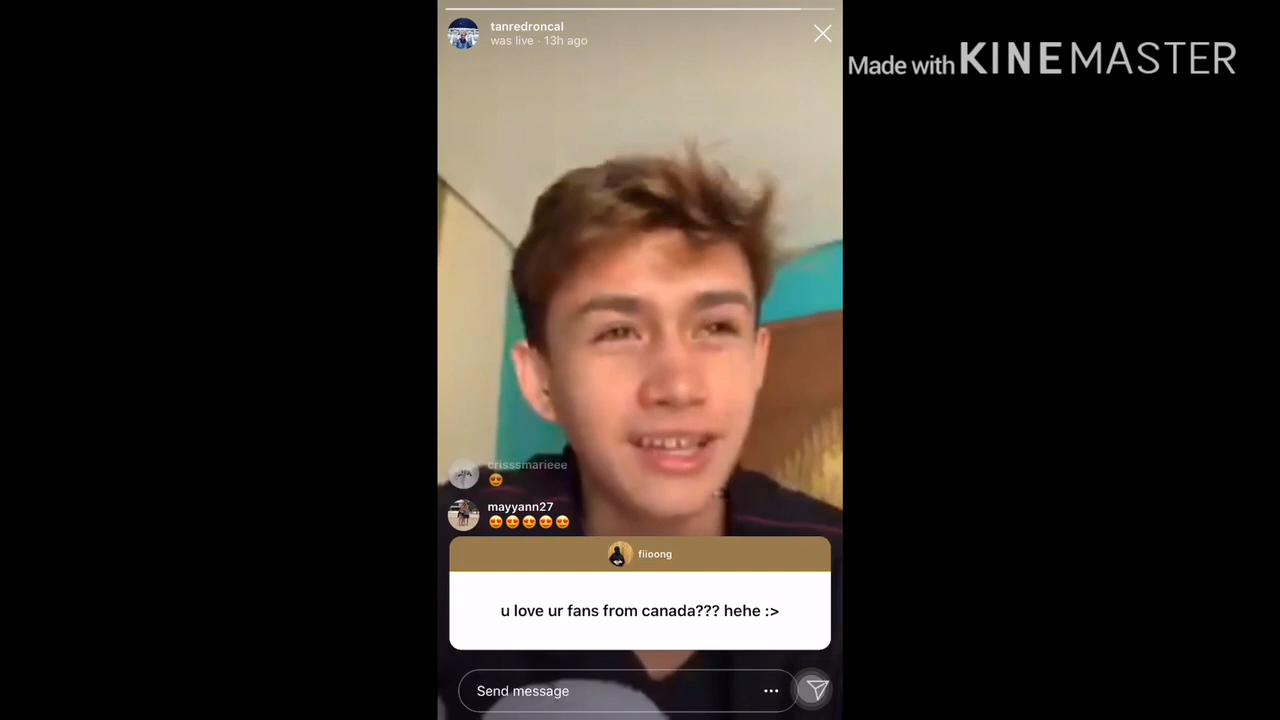 tanredroncal
was live · 13h ago
Made with KINEMASTER
crisssmarieee
😍
mayyann27
😍😍😍😍😍
fiioong
u love ur fans from canada??? hehe :>
Send message